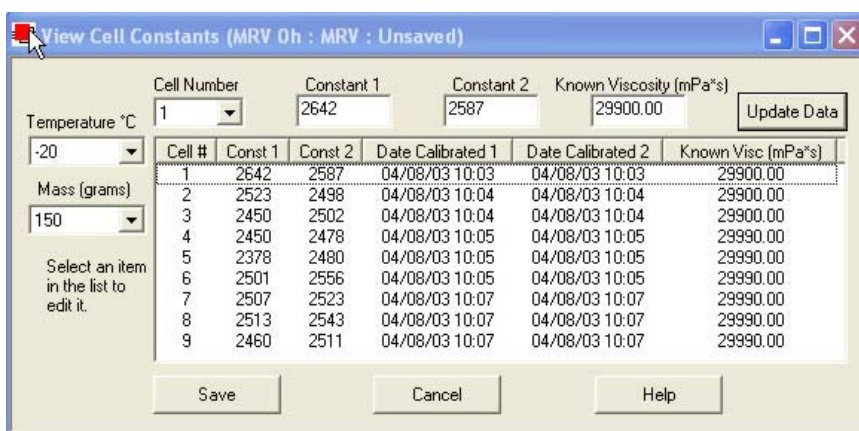 View Cell Constants (MRV 0h : MRV : Unsaved)
Cell Number Constant 1 Constant 2 Known Viscosity (mPa*s)
1 2642 2587 29900.00 Update Data
Temperature °C
-20
Mass (grams)
150
Select an item
in the list to
edit it.
Cell # Const 1 Const 2 Date Calibrated 1 Date Calibrated 2 Known Visc (mPa*s)
1 2642 2587 04/08/03 10:03 04/08/03 10:03 29900.00
2 2523 2498 04/08/03 10:04 04/08/03 10:04 29900.00
3 2450 2502 04/08/03 10:04 04/08/03 10:04 29900.00
4 2450 2478 04/08/03 10:05 04/08/03 10:05 29990.00
5 2378 2480 04/08/03 10:05 04/08/03 10:05 29990.00
6 2501 2556 04/08/03 10:05 04/08/03 10:05 29990.00
7 2507 2523 04/08/03 10:07 04/08/03 10:07 29990.00
8 2513 2543 04/08/03 10:07 04/08/03 10:07 29990.00
9 2460 2511 04/08/03 10:07 04/08/03 10:07 29990.00
Save Cancel Help